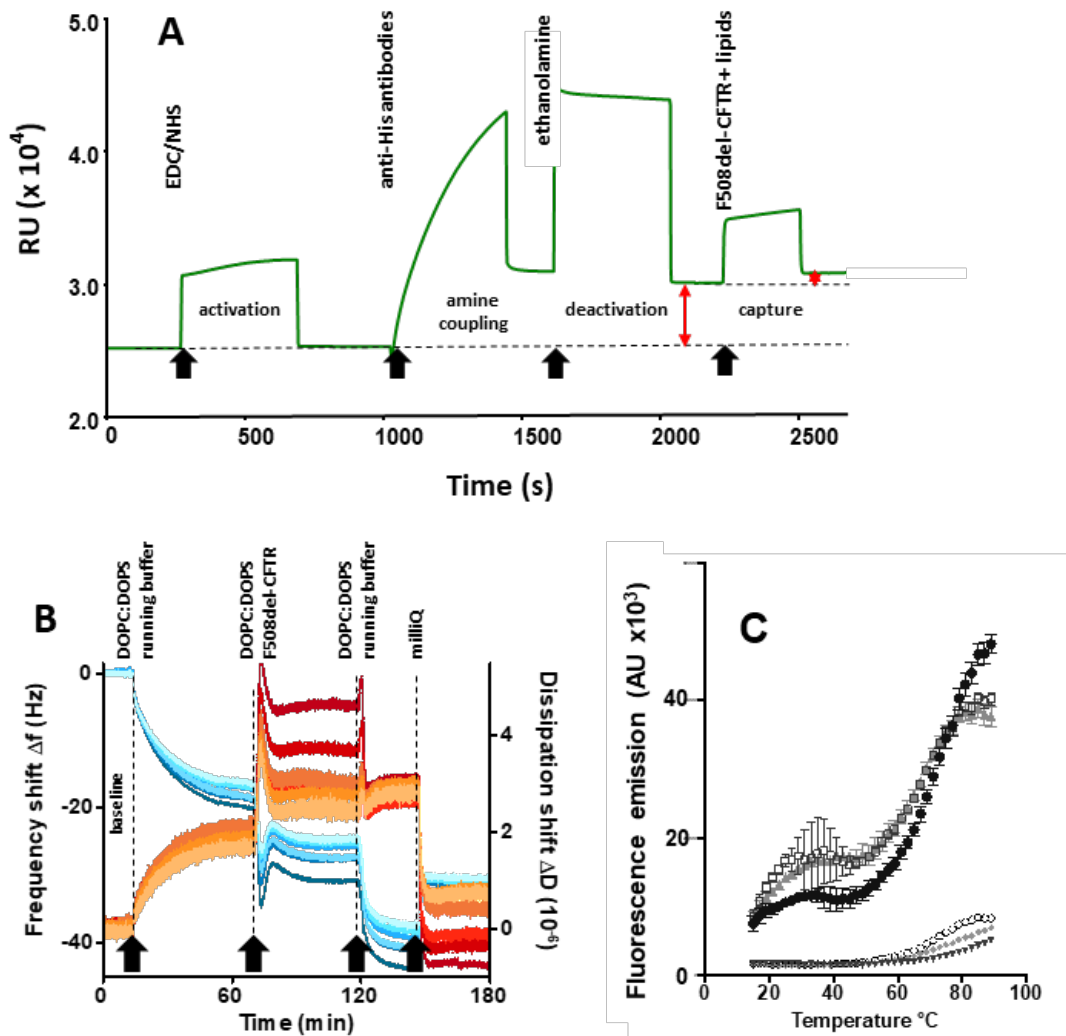 A
5.0
4.0
3.0
2.0
RU (x 10⁴)
EDC/NHS
anti-Hisantibodies
ethanolamine
F508del-CFTR+ lipids
activation
amine
coupling
deactivation
capture
0
500
1000
1500
2000
2500
Time (s)
B
DOPC:DOPS
running buffer
DOPC:DOPS
F508del-CFTR
DOPC:DOPS
running buffer
milliQ
baseline
Frequency shift Δf (Hz)
0
-20
-40
Dissipation shift ΔD (10⁻⁶)
4
2
0
0
60
120
180
Time (min)
C
Fluorescence emission (AU x10³)
40
20
0
0
20
40
60
80
100
Temperature °C